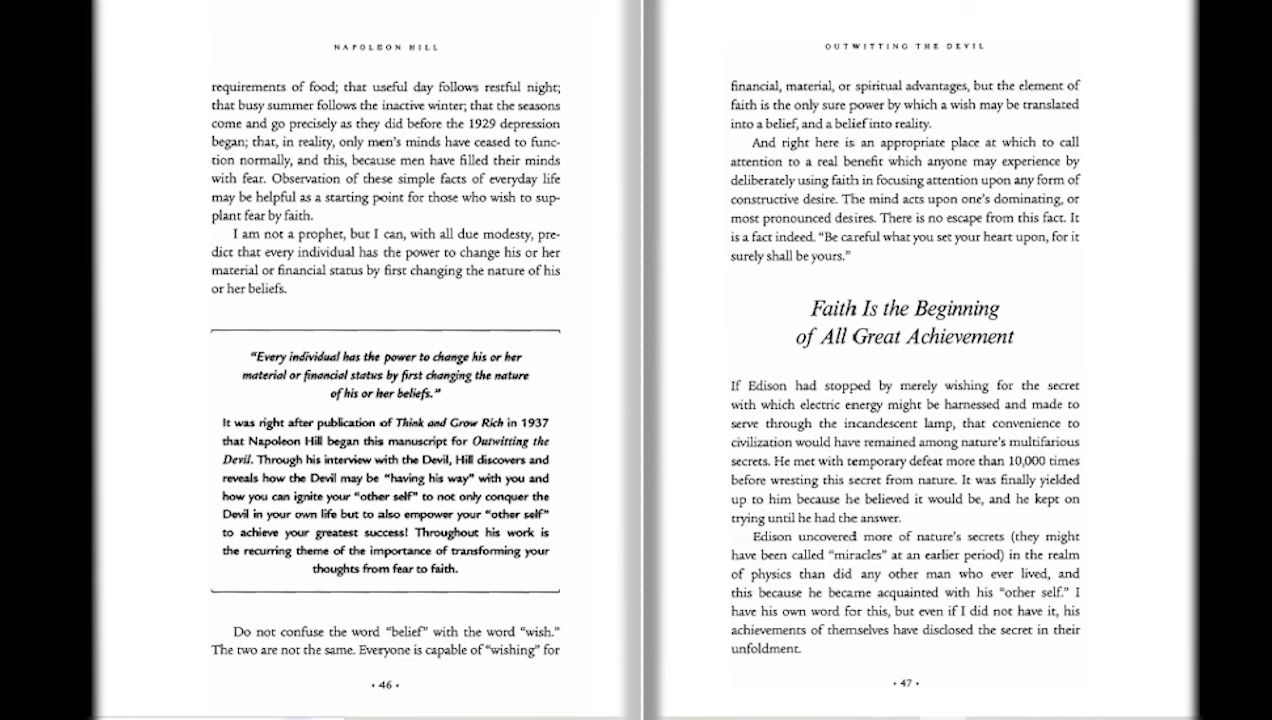 NAPOLEON HILL
requirements of food; that useful day follows restful night;
that busy summer follows the inactive winter; that the seasons
come and go precisely as they did before the 1929 depression
began; that, in reality, only men's minds have ceased to func-
tion normally, and this, because men have filled their minds
with fear. Observation of these simple facts of everyday life
may be helpful as a starting point for those who wish to sup-
plant fear by faith.
I am not a prophet, but I can, with all due modesty, pre-
dict that every individual has the power to change his or her
material or financial status by first changing the nature of his
or her beliefs.
"Every individual has the power to change his or her
material or financial status by first changing the nature
of his or her beliefs."
It was right after publication of Think and Grow Rich in 1937
that Napoleon Hill began this manuscript for Outwitting the
Devil. Through his interview with the Devil, Hill discovers and
reveals how the Devil may be "having his way" with you and
how you can ignite your "other self" to not only conquer the
Devil in your own life but to also empower your "other self"
to achieve your greatest success! Throughout his work is
the recurring theme of the importance of transforming your
thoughts from fear to faith.
Do not confuse the word "belief" with the word "wish."
The two are not the same. Everyone is capable of "wishing" for
• 46 •
OUTWITTING THE DEVIL
financial, material, or spiritual advantages, but the element of
faith is the only sure power by which a wish may be translated
into a belief, and a belief into reality.
And right here is an appropriate place at which to call
attention to a real benefit which anyone may experience by
deliberately using faith in focusing attention upon any form of
constructive desire. The mind acts upon one's dominating, or
most pronounced desires. There is no escape from this fact. It
is a fact indeed. "Be careful what you set your heart upon, for it
surely shall be yours."
Faith Is the Beginning
of All Great Achievement
If Edison had stopped by merely wishing for the secret
with which electric energy might be harnessed and made to
serve through the incandescent lamp, that convenience to
civilization would have remained among nature's multifarious
secrets. He met with temporary defeat more than 10,000 times
before wresting this secret from nature. It was finally yielded
up to him because he believed it would be, and he kept on
trying until he had the answer.
Edison uncovered more of nature's secrets (they might
have been called "miracles" at an earlier period) in the realm
of physics than did any other man who ever lived, and
this because he became acquainted with his "other self." I
have his own word for this, but even if I did not have it, his
achievements of themselves have disclosed the secret in their
unfoldment.
• 47 •